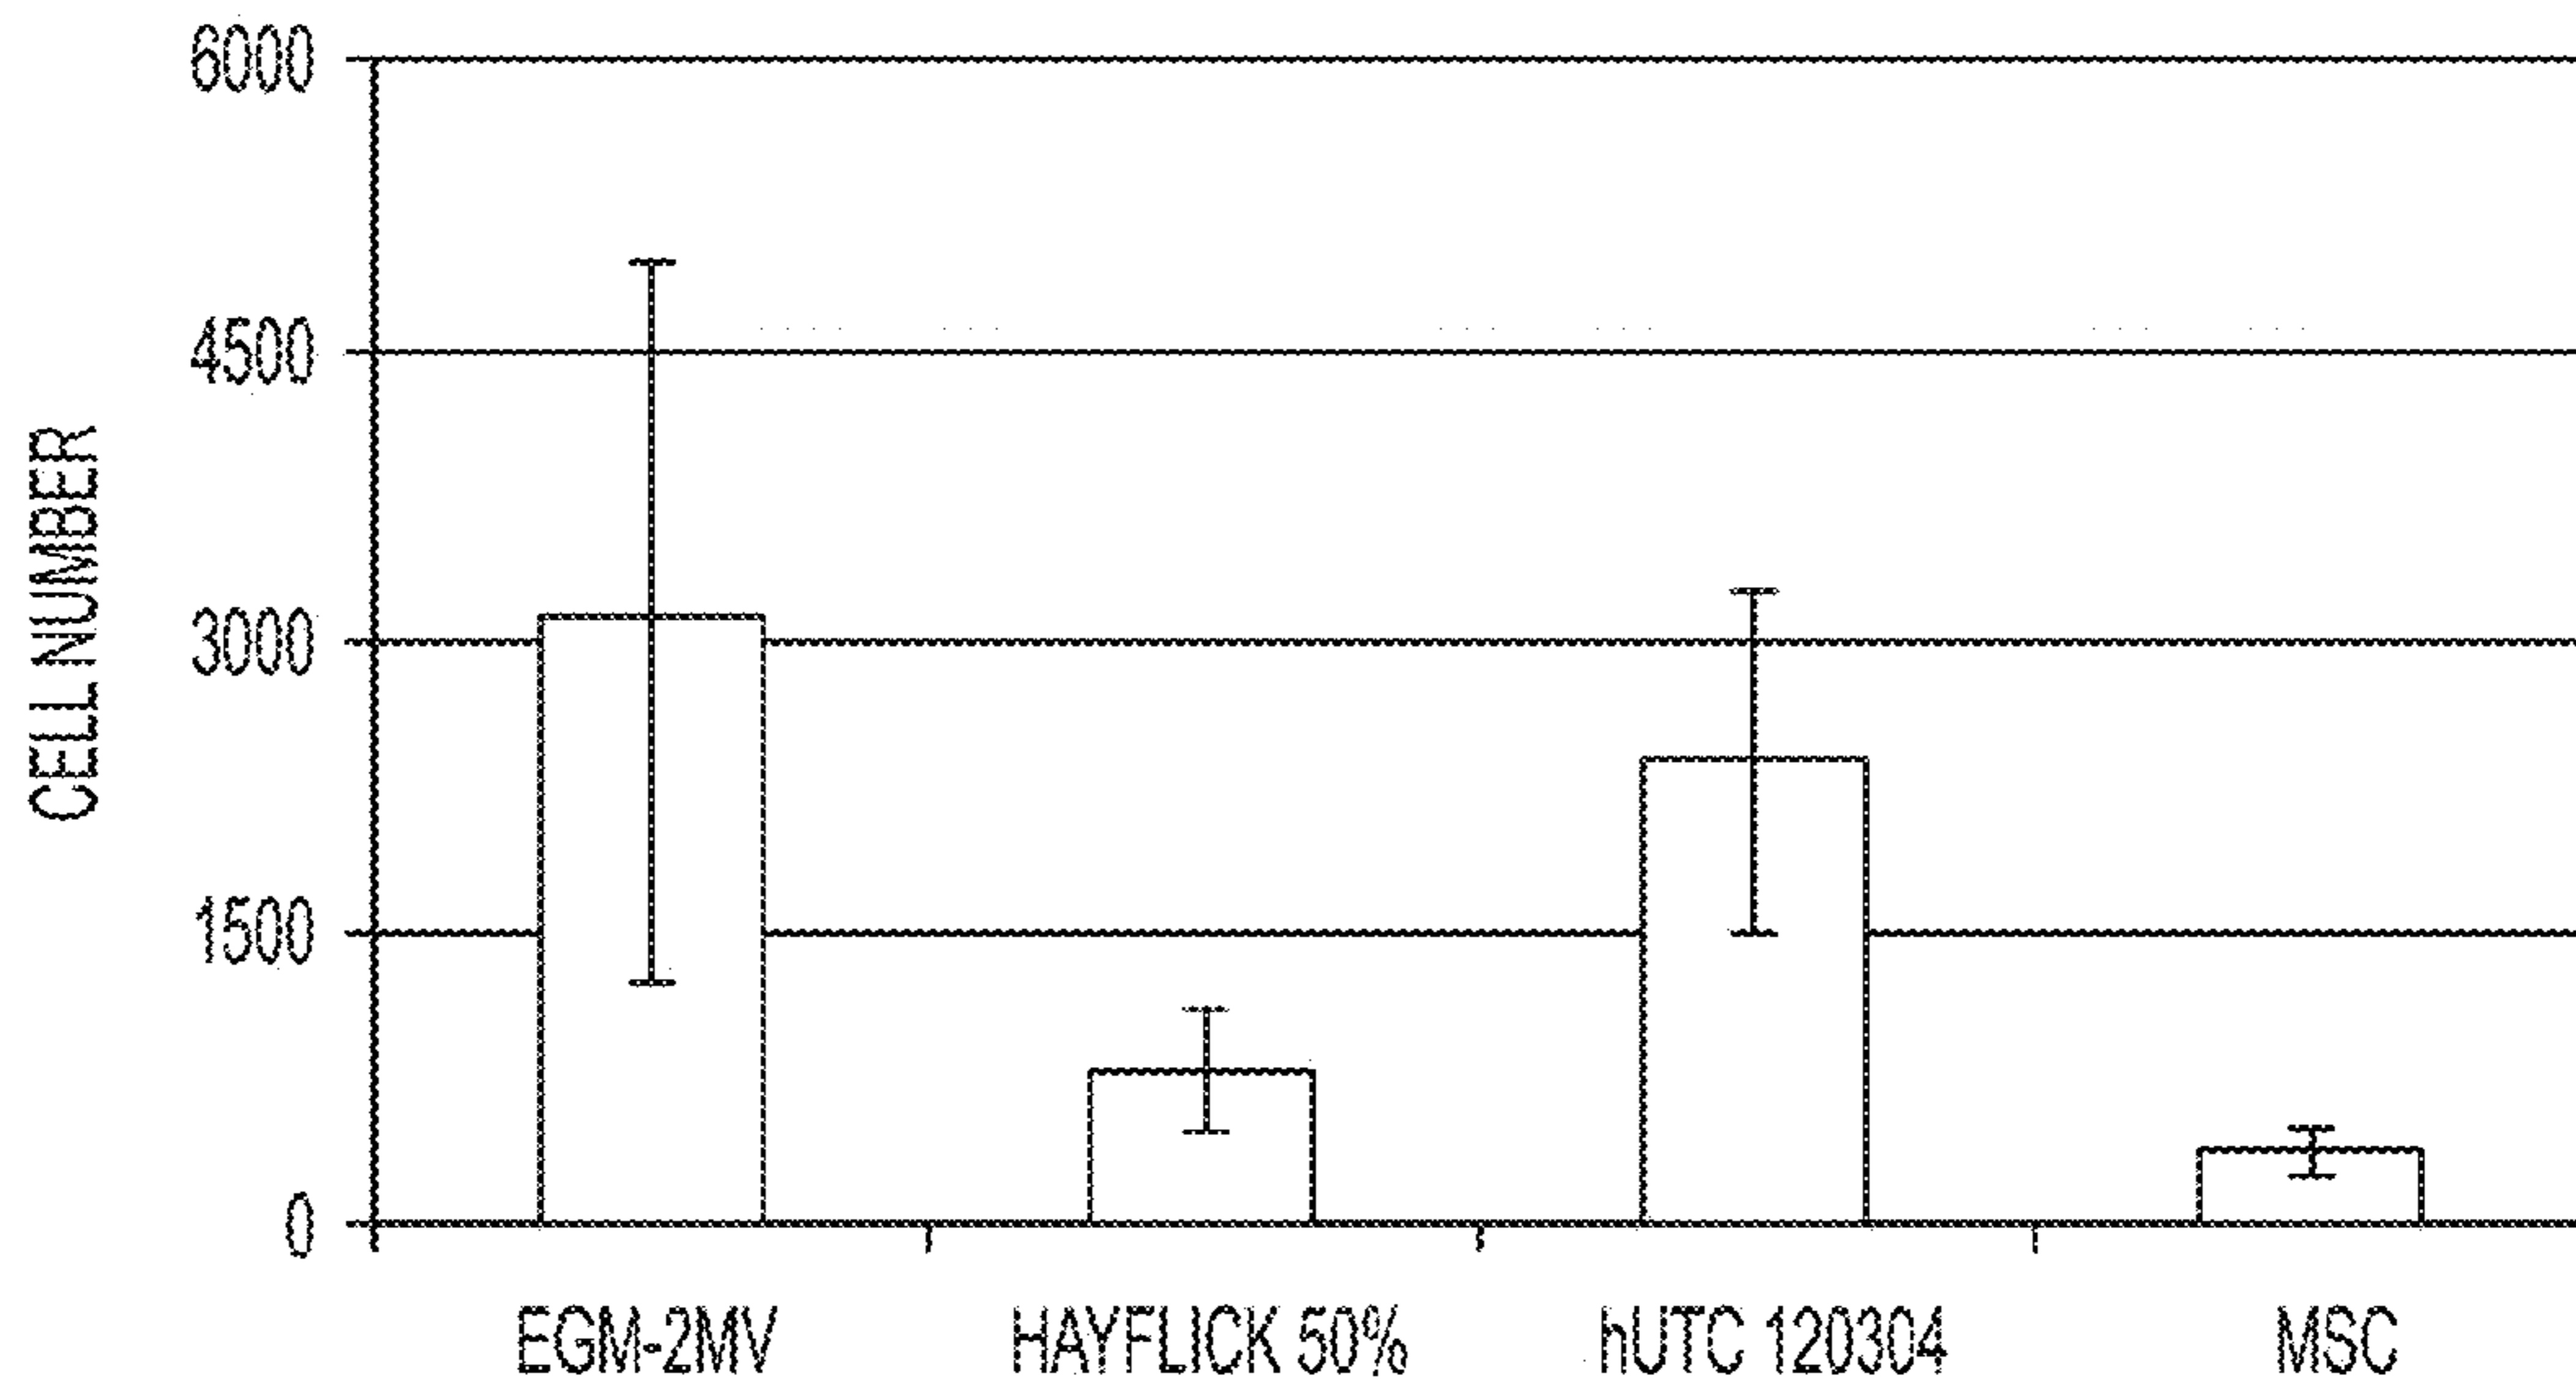 6000
4500
3000
1500
0
CELL NUMBER
EGM-2MV
HAYFLICK 50%
hUTC 120304
MSC